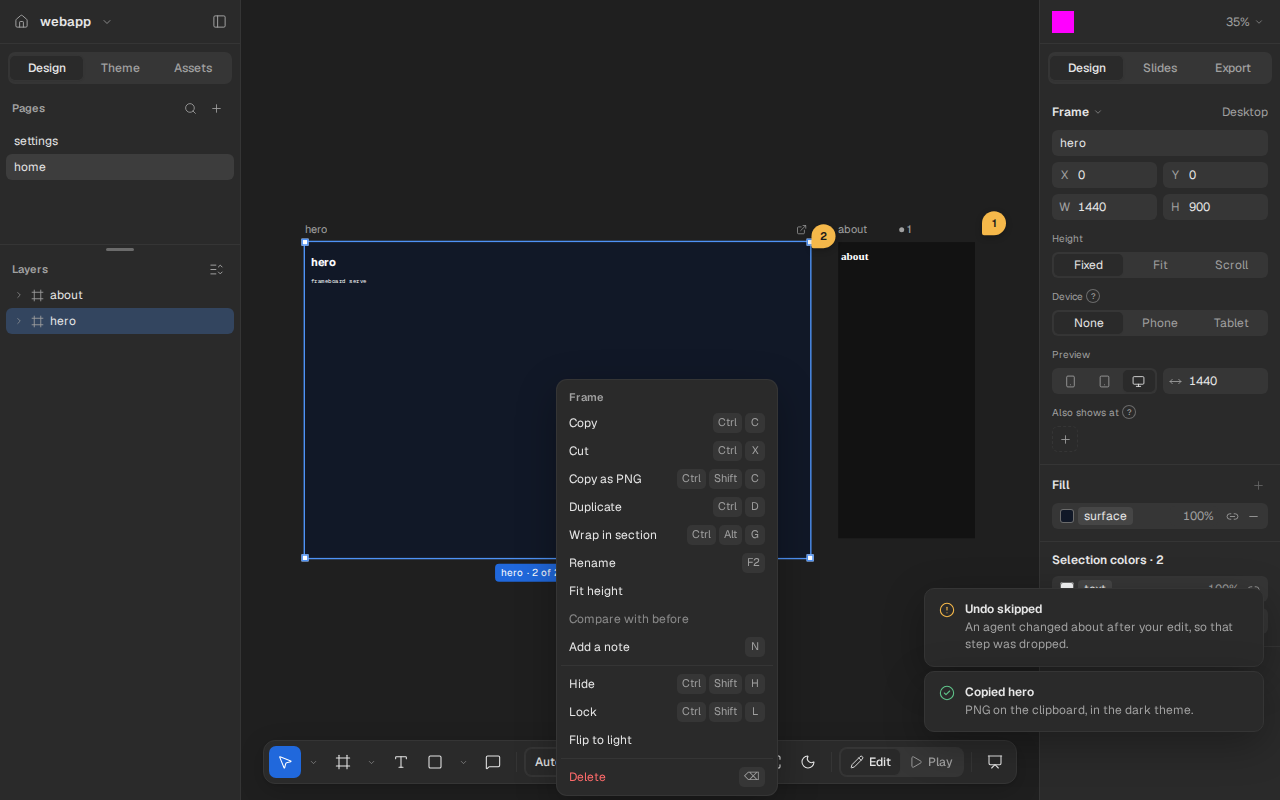 webapp
Design Theme Assets
Pages
settings
home
Layers
about
hero
hero
2
about
1
1
hero
frameboard serve
about
hero · 2 of
Frame
Copy Ctrl C
Cut Ctrl X
Copy as PNG Ctrl Shift C
Duplicate Ctrl D
Wrap in section Ctrl Alt G
Rename F2
Fit height
Compare with before
Add a note N
Hide Ctrl Shift H
Lock Ctrl Shift L
Flip to light
Delete
Edit Play
35%
Design Slides Export
Frame Desktop
hero
X 0 Y 0
W 1440 H 900
Height
Fixed Fit Scroll
Device ?
None Phone Tablet
Preview
1440
Also shows at ?
Fill
surface 100%
Selection colors · 2
Undo skipped
An agent changed about after your edit, so that
step was dropped.
Copied hero
PNG on the clipboard, in the dark theme.